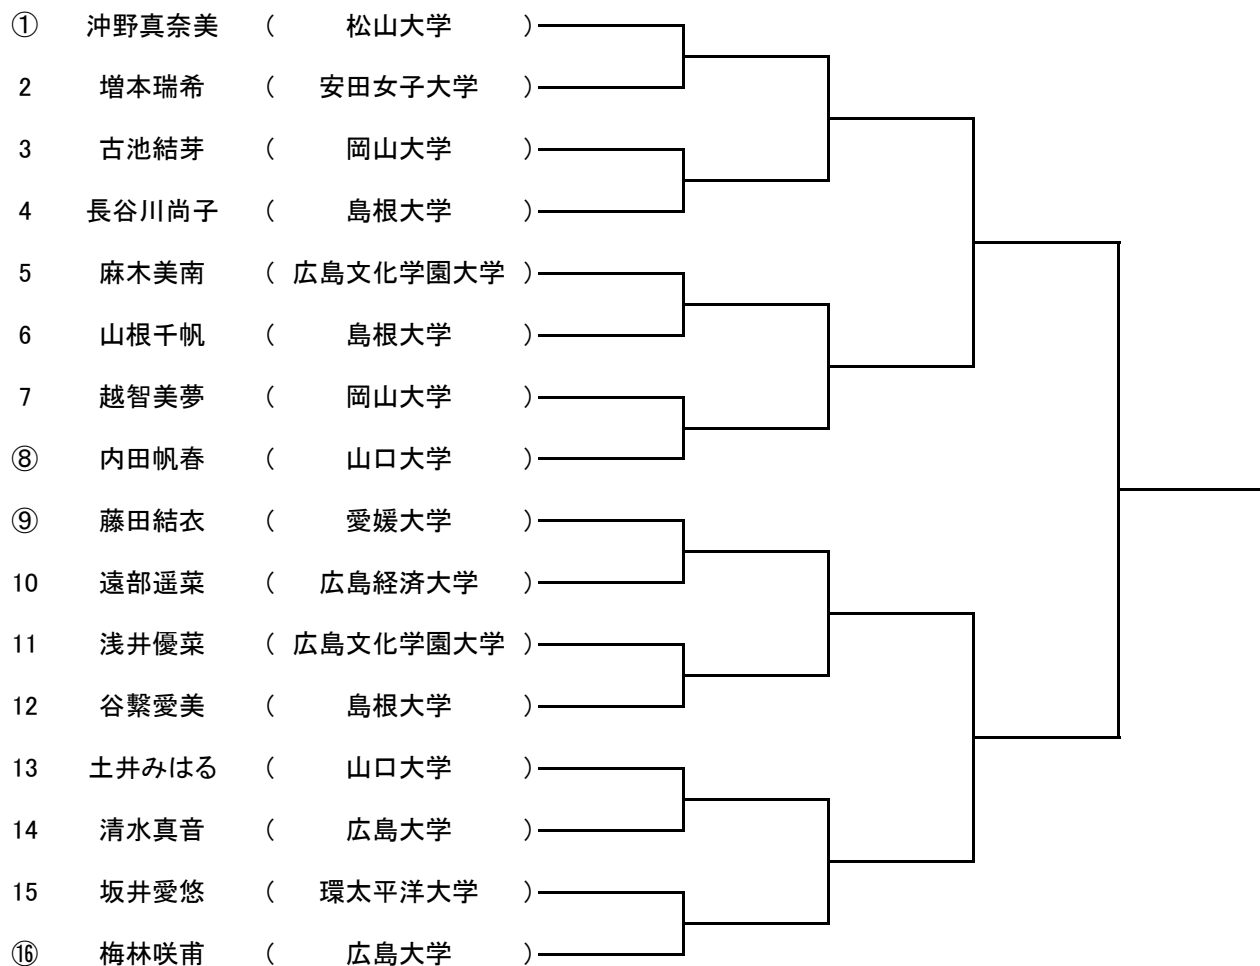 ① 沖野真奈美 ( 松山大学 )
2 増本瑞希 ( 安田女子大学 )
3 古池結芽 ( 岡山大学 )
4 長谷川尚子 ( 島根大学 )
5 麻木美南 ( 広島文化学園大学 )
6 山根千帆 ( 島根大学 )
7 越智美夢 ( 岡山大学 )
⑧ 内田帆春 ( 山口大学 )
⑨ 藤田結衣 ( 愛媛大学 )
10 遠部遥菜 ( 広島経済大学 )
11 浅井優菜 ( 広島文化学園大学 )
12 谷繋愛美 ( 島根大学 )
13 土井みはる ( 山口大学 )
14 清水真音 ( 広島大学 )
15 坂井愛悠 ( 環太平洋大学 )
⑯ 梅林咲甫 ( 広島大学 )